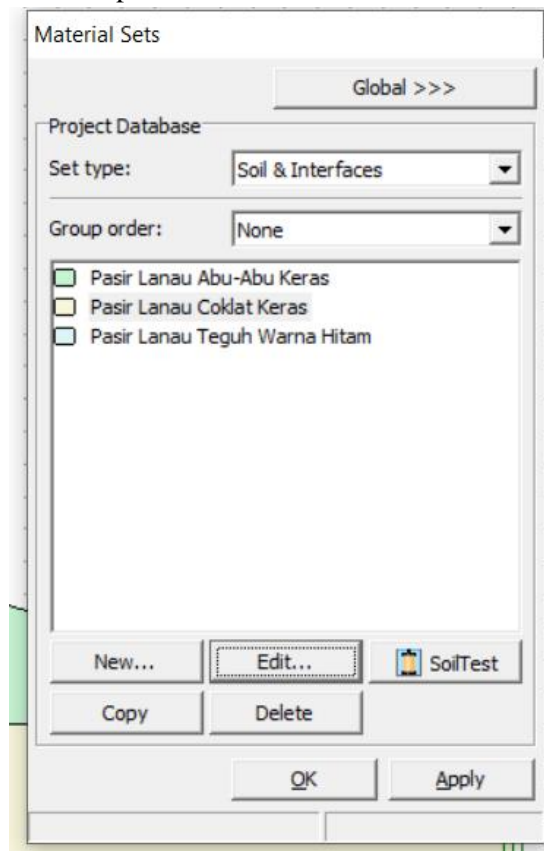 Material Sets
Global >>>
Project Database
Set type: Soil & Interfaces
Group order: None
Pasir Lanau Abu-Abu Keras
Pasir Lanau Coklat Keras
Pasir Lanau Teguh Warna Hitam
New... Edit... SoilTest
Copy Delete
OK Apply